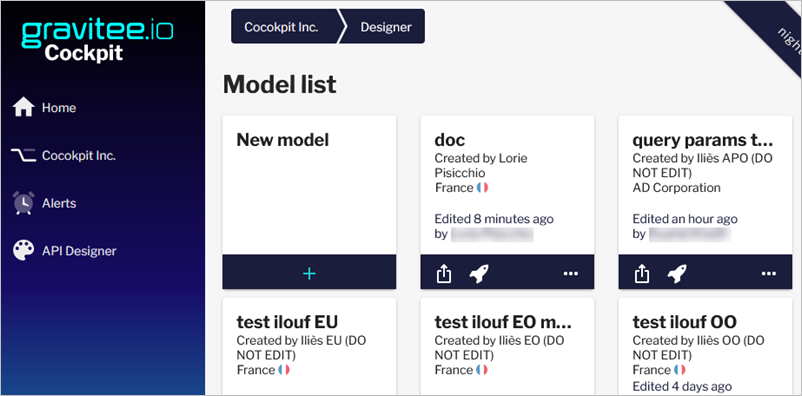 gravitee.io
Cockpit
Home
Cocokpit Inc.
Alerts
API Designer
Cocokpit Inc.
Designer
night
Model list
New model
+
doc
Created by Lorie
Pisicchio
France
Edited 8 minutes ago
by
query params t...
Created by Iliès APO (DO
NOT EDIT)
AD Corporation
Edited an hour ago
by
test ilouf EU
Created by Iliès EU (DO
NOT EDIT)
France
test ilouf EO m...
Created by Iliès EO (DO
NOT EDIT)
France
test ilouf OO
Created by Iliès OO (DO
NOT EDIT)
France
Edited 4 days ago